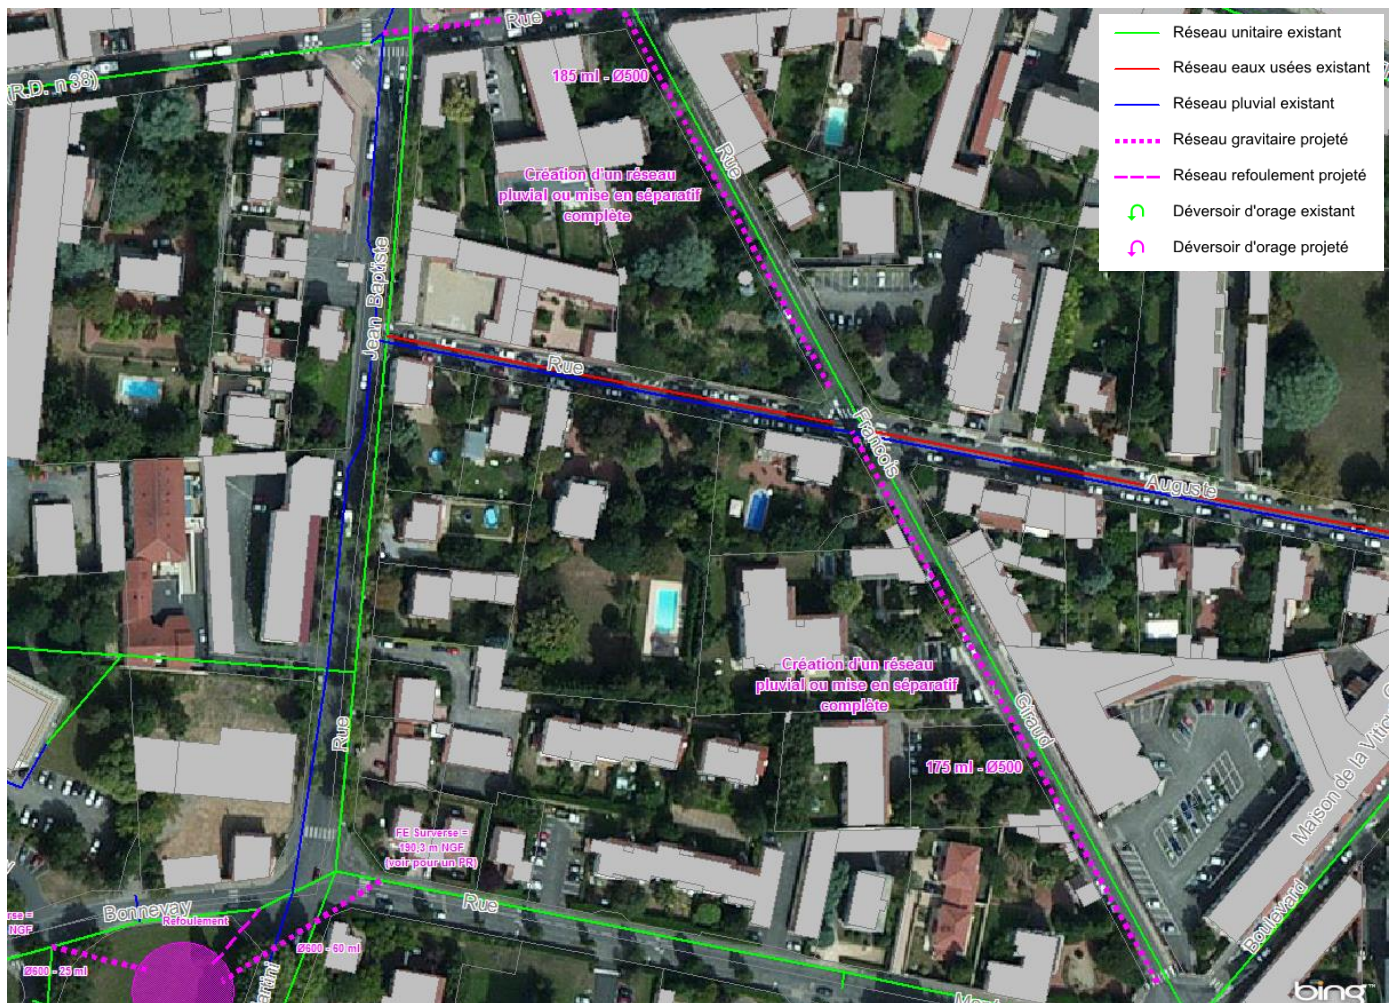 Rue
(R.D. n 38)
185 ml - Ø500
Réseau unitaire existant
Réseau eaux usées existant
Réseau pluvial existant
Réseau gravitaire projeté
Réseau refoulement projeté
Déversoir d'orage existant
Déversoir d'orage projeté
Rue
Création d'un réseau
pluvial ou mise en séparatif
complète
Jean Baptiste
Rue
François
Auguste
Création d'un réseau
pluvial ou mise en séparatif
complète
Giraud
Rue
175 ml - Ø500
Maison de la
FE Surverse =
190,3 m NGF
(voir pour un PR)
Rue
Bonnevay
Refoulement
NGF
Ø600 - 25 ml
Ø600 - 60 ml
Boulevard
bing